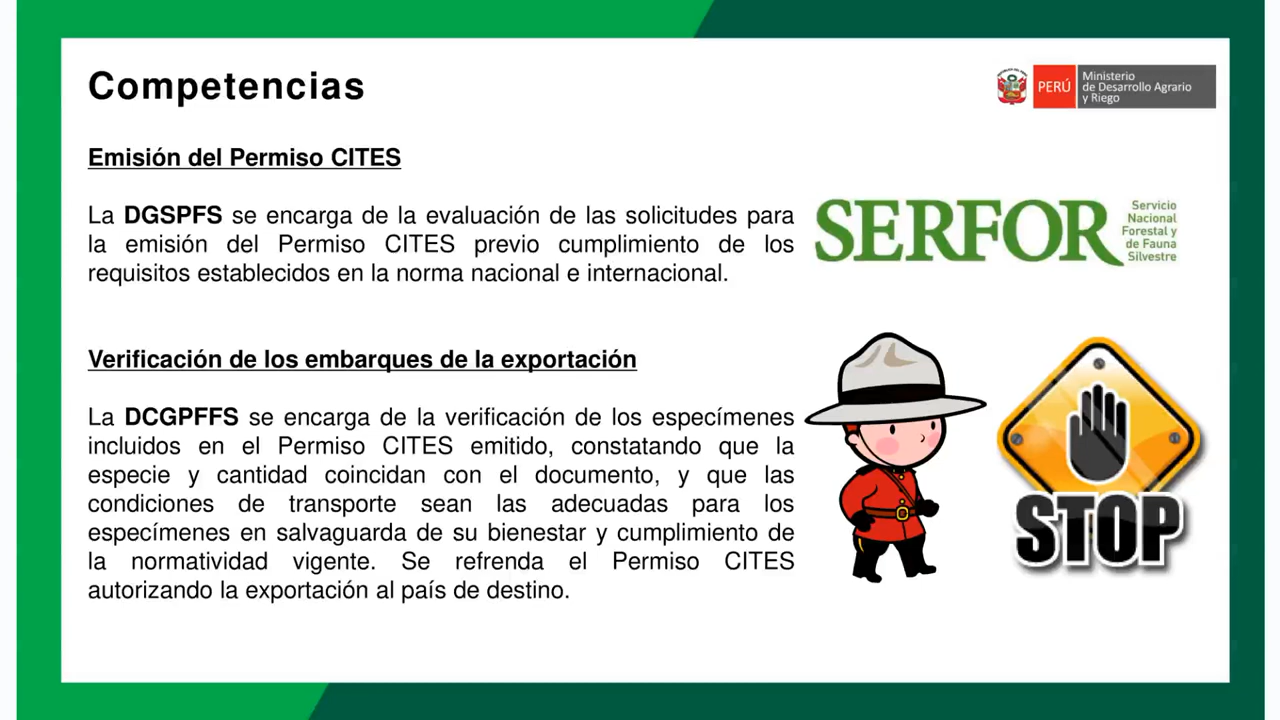 Competencias
PERÚ
Ministerio
de Desarrollo Agrario
y Riego
Emisión del Permiso CITES
La DGSPFS se encarga de la evaluación de las solicitudes para
la emisión del Permiso CITES previo cumplimiento de los
requisitos establecidos en la norma nacional e internacional.
SERFOR
Servicio
Nacional
Forestal y
de Fauna
Silvestre
Verificación de los embarques de la exportación
La DCGPFFS se encarga de la verificación de los especímenes
incluidos en el Permiso CITES emitido, constatando que la
especie y cantidad coincidan con el documento, y que las
condiciones de transporte sean las adecuadas para los
especímenes en salvaguarda de su bienestar y cumplimiento de
la normatividad vigente. Se refrenda el Permiso CITES
autorizando la exportación al país de destino.
STOP